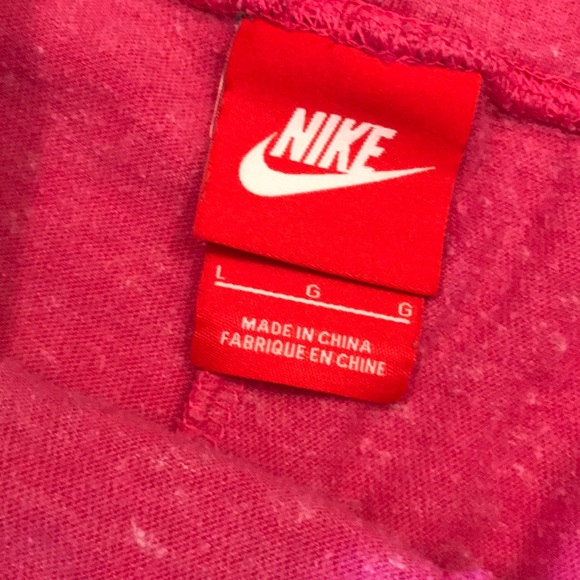 NIKE
L G G
MADE IN CHINA
FABRIQUE EN CHINE